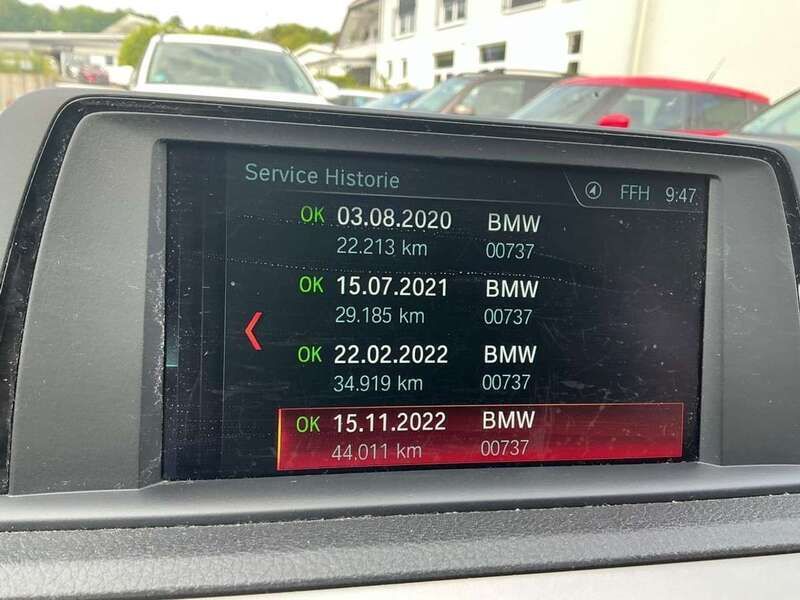 Service Historie
FFH 9:47
OK 03.08.2020 BMW
22.213 km 00737
OK 15.07.2021 BMW
29.185 km 00737
OK 22.02.2022 BMW
34.919 km 00737
OK 15.11.2022 BMW
44.011 km 00737